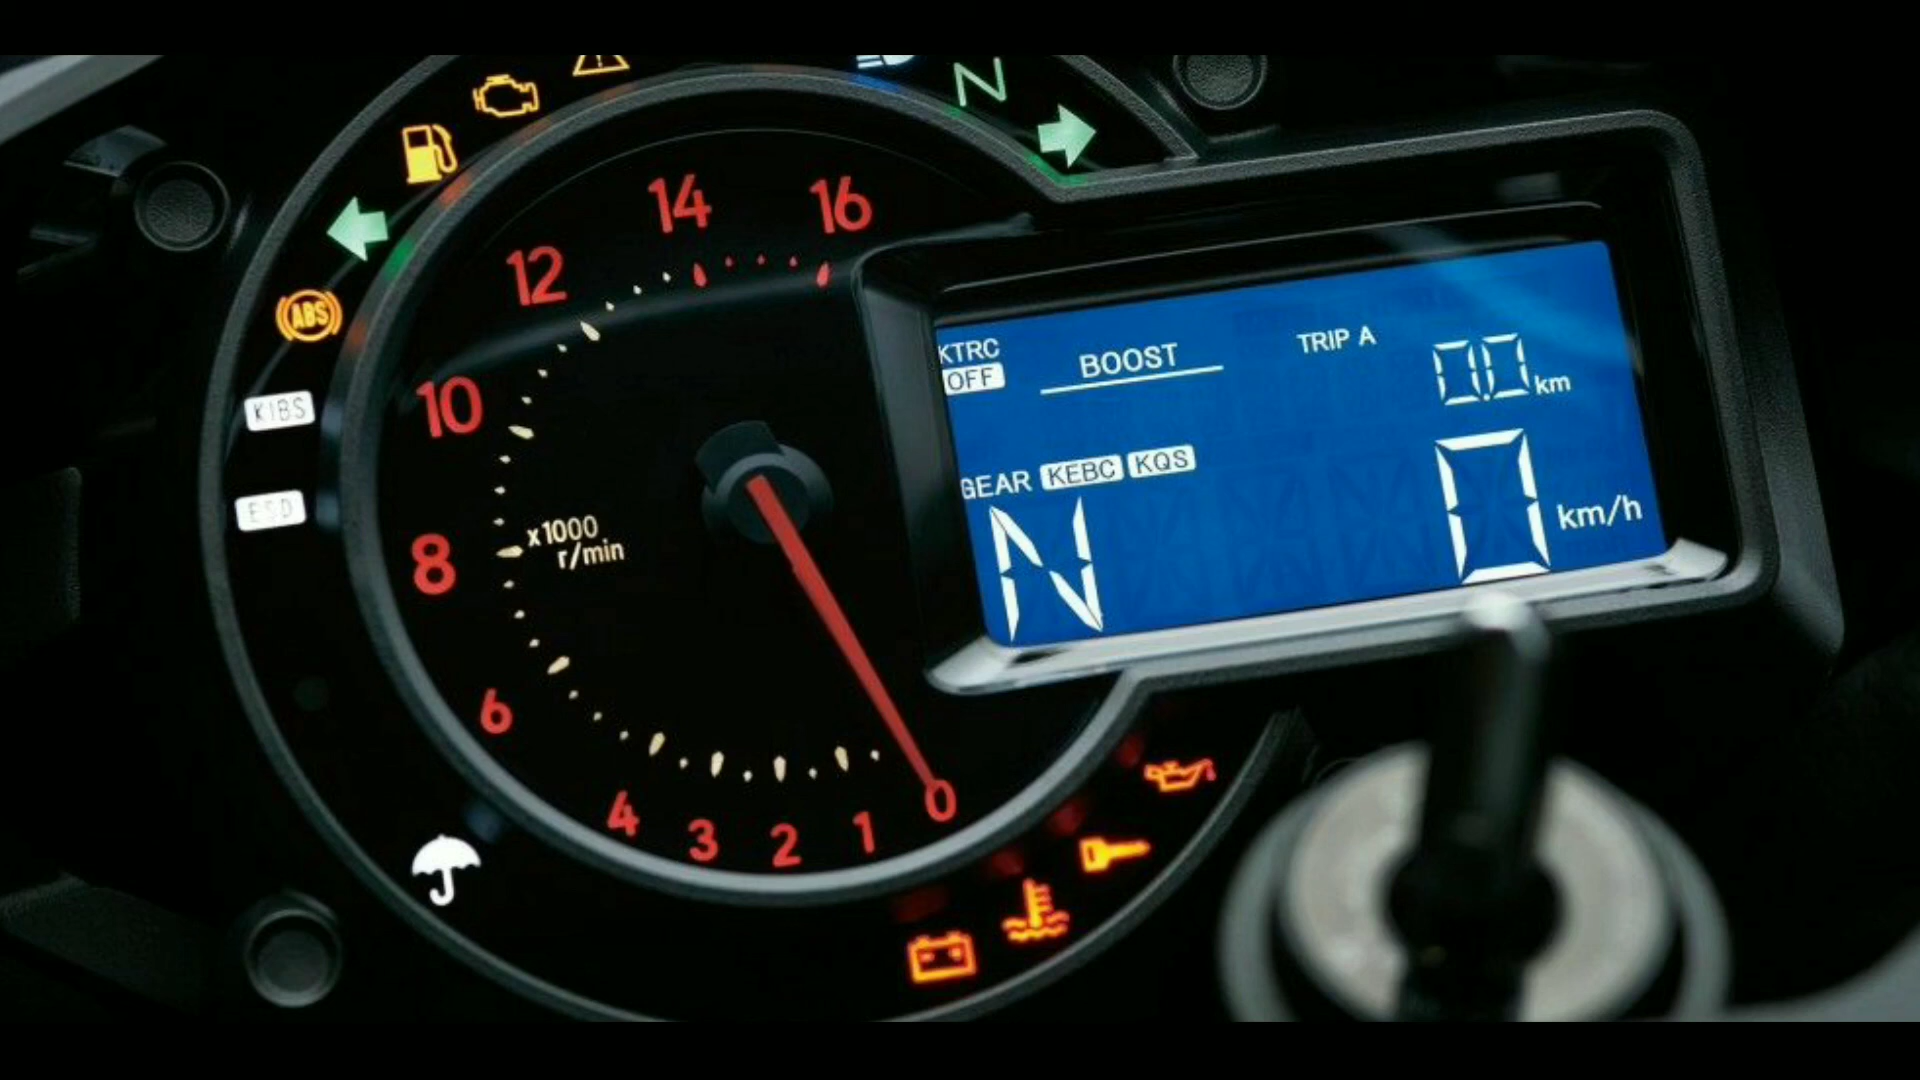 N
14
16
12
ABS
10
KIBS
ESD
8
x1000
r/min
6
4
3
2
1
0
KTRC
OFF
BOOST
TRIP A
0.0 km
GEAR KEBC KQS
N
0 km/h